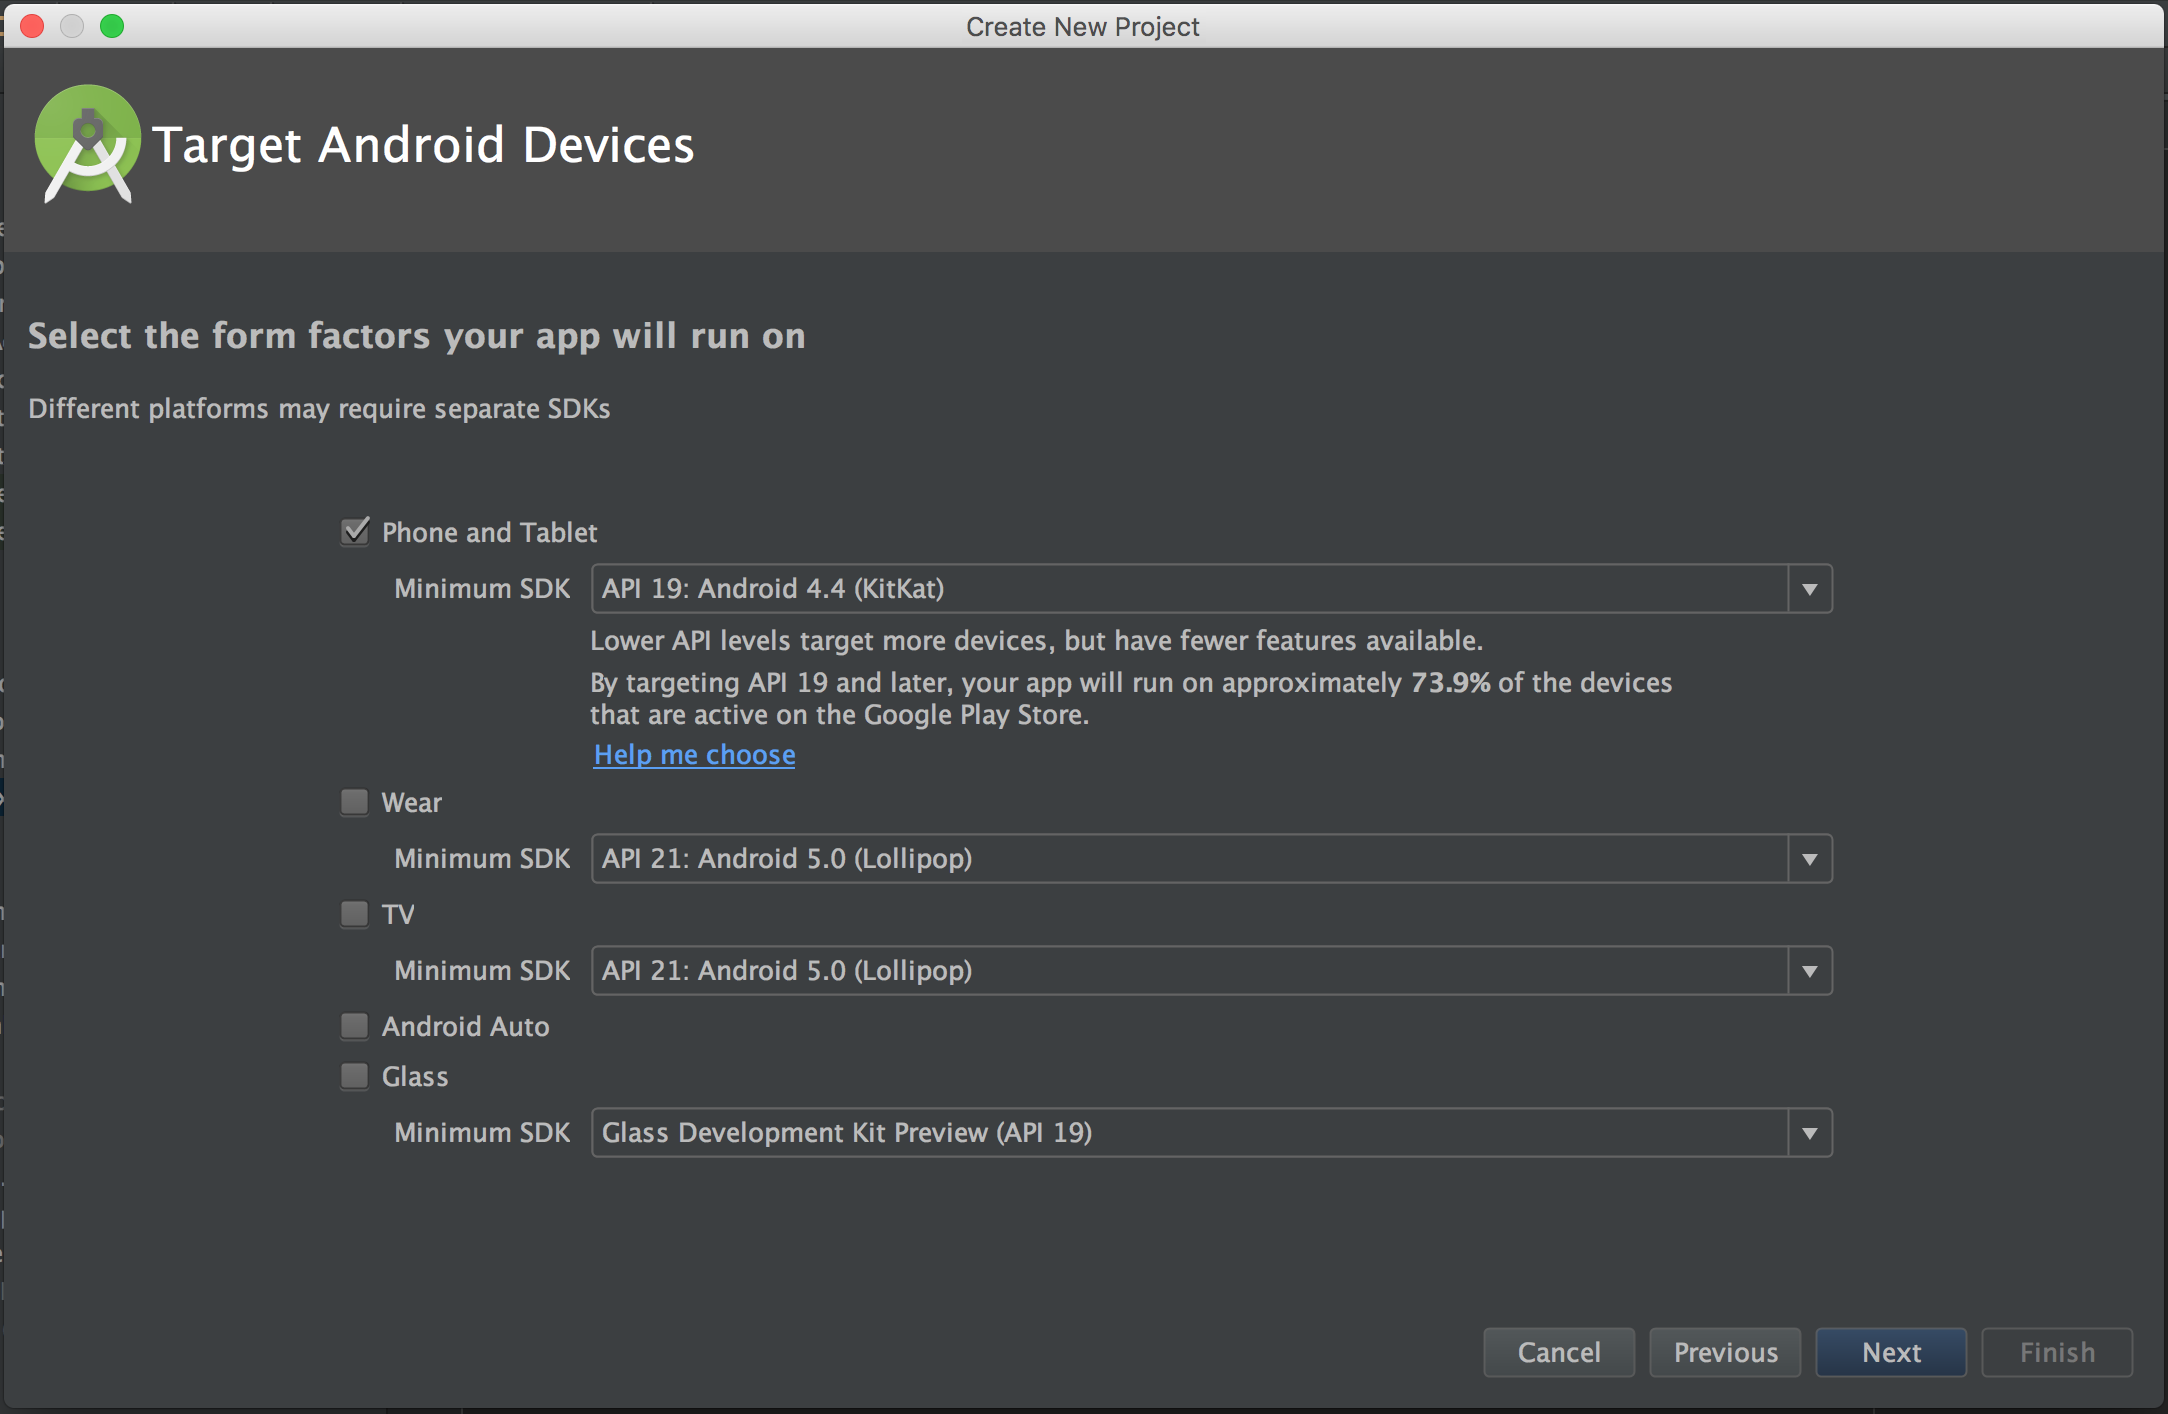 Create New Project
Target Android Devices
Select the form factors your app will run on
Different platforms may require separate SDKs
Phone and Tablet
Minimum SDK API 19: Android 4.4 (KitKat)
Lower API levels target more devices, but have fewer features available.
By targeting API 19 and later, your app will run on approximately 73.9% of the devices
that are active on the Google Play Store.
Help me choose
Wear
Minimum SDK API 21: Android 5.0 (Lollipop)
TV
Minimum SDK API 21: Android 5.0 (Lollipop)
Android Auto
Glass
Minimum SDK Glass Development Kit Preview (API 19)
Cancel Previous Next Finish